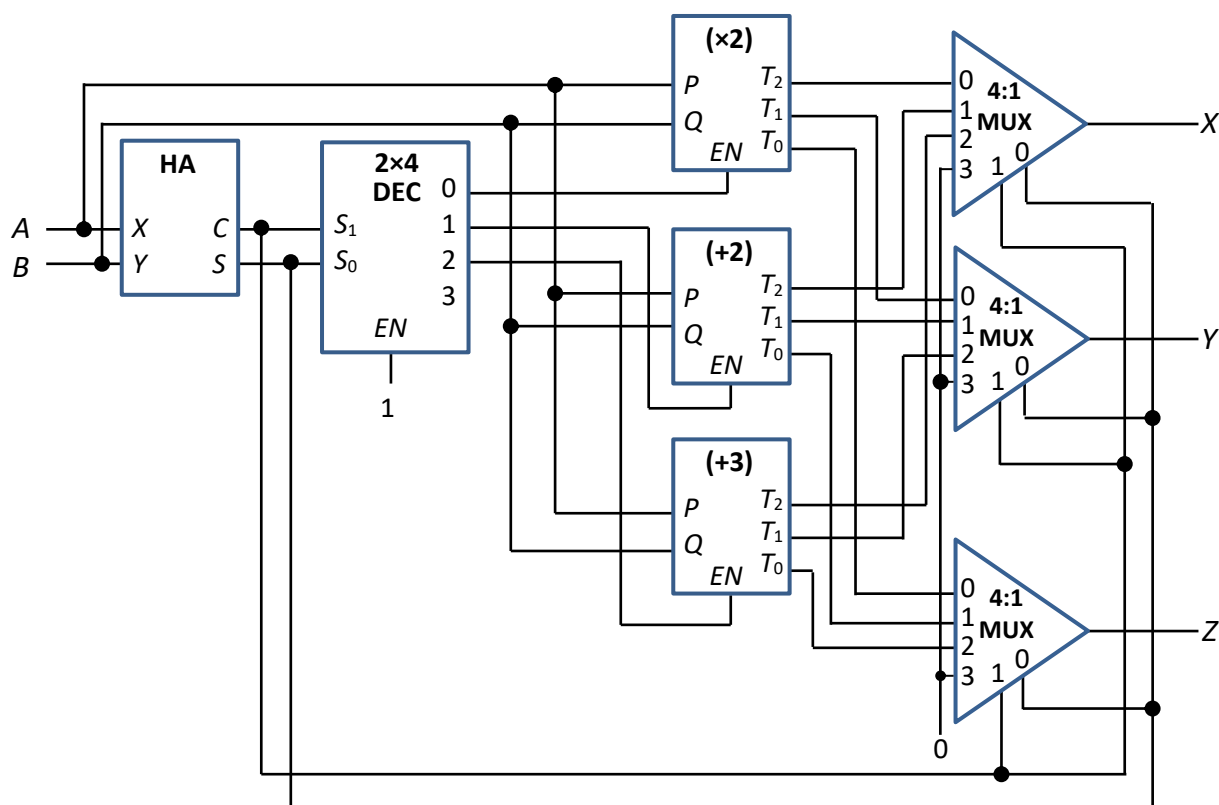 (×2)
P T₂
Q T₁
EN T₀
4:1
MUX
0
1
2
3
1 0
X
HA
X C
Y S
A
B
2×4
DEC
S₁
S₀
0
1
2
3
EN
1
(+2)
P T₂
Q T₁
EN T₀
4:1
MUX
0
1
2
3
1 0
Y
(+3)
P T₂
Q T₁
EN T₀
4:1
MUX
0
1
2
3
1 0
Z
0